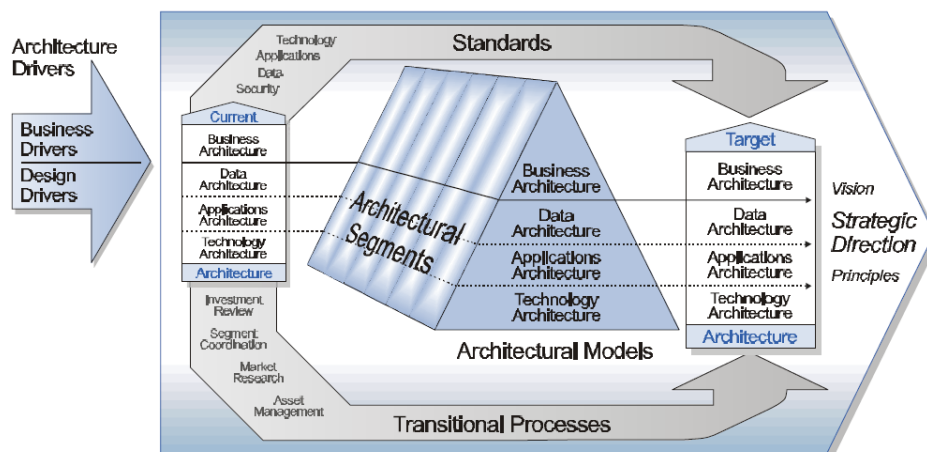 Architecture
Drivers
Business
Drivers
Design
Drivers
Technology
Applications
Data
Security
Standards
Current
Business
Architecture
Data
Architecture
Applications
Architecture
Technology
Architecture
Architecture
Investment
Review
Segment
Coordination
Market
Research
Asset
Management
Architectural
Segments
Business
Architecture
Data
Architecture
Applications
Architecture
Technology
Architecture
Architectural Models
Transitional Processes
Target
Business
Architecture
Data
Architecture
Applications
Architecture
Technology
Architecture
Architecture
Vision
Strategic
Direction
Principles